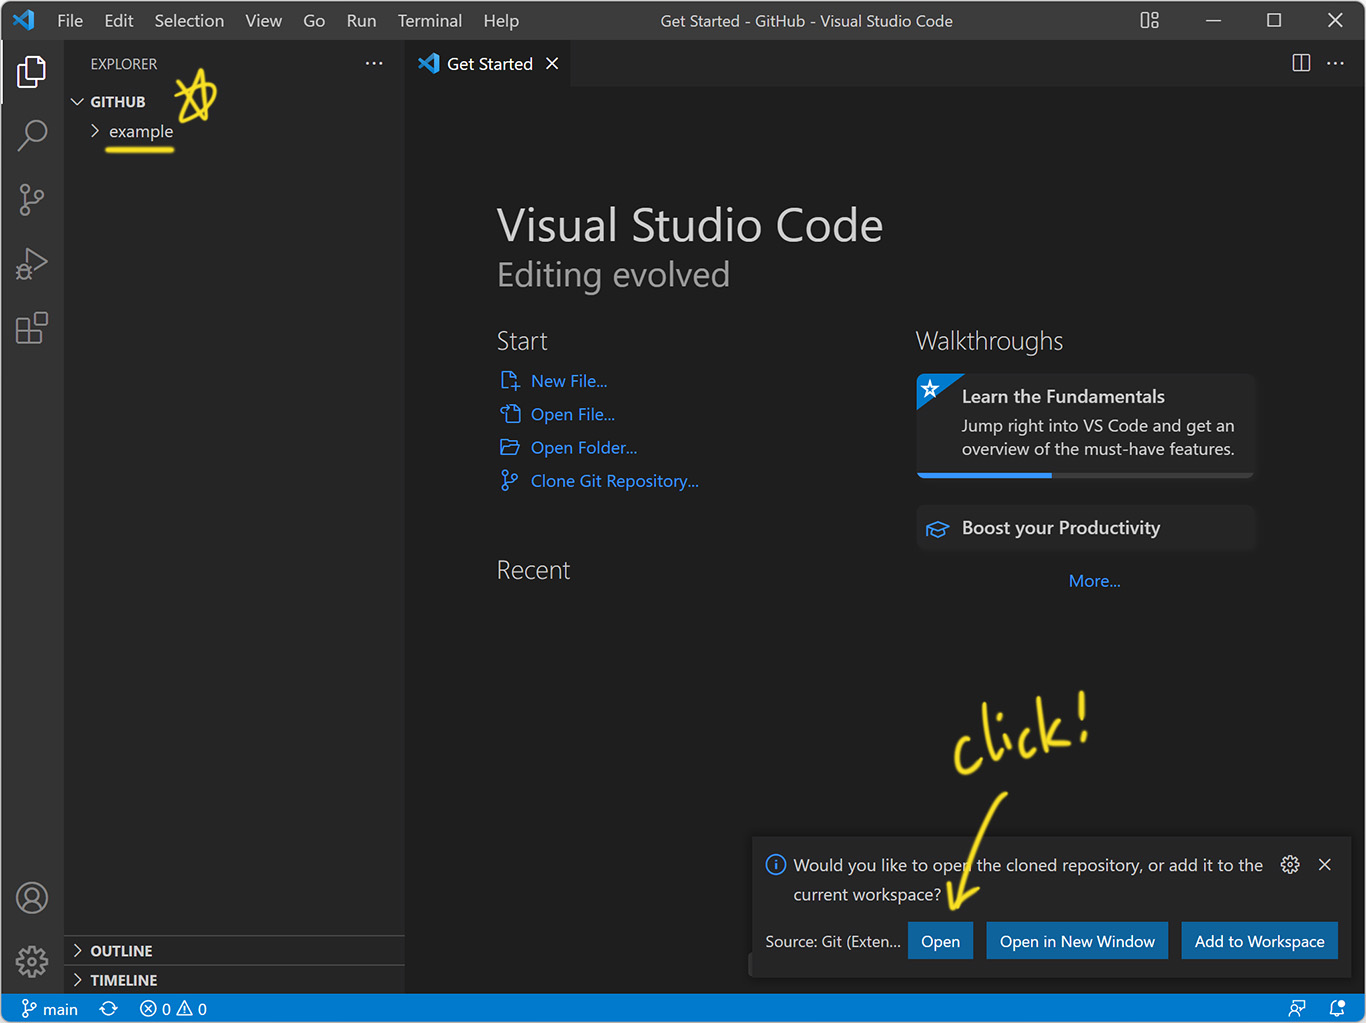 File Edit Selection View Go Run Terminal Help Get Started - GitHub - Visual Studio Code
EXPLORER
Get Started
GITHUB
example
Visual Studio Code
Editing evolved
Start
New File...
Open File...
Open Folder...
Clone Git Repository...
Recent
Walkthroughs
Learn the Fundamentals
Jump right into VS Code and get an
overview of the must-have features.
Boost your Productivity
More...
click!
Would you like to open the cloned repository, or add it to the
current workspace?
Source: Git (Exten... Open Open in New Window Add to Workspace
OUTLINE
TIMELINE
main 0 0